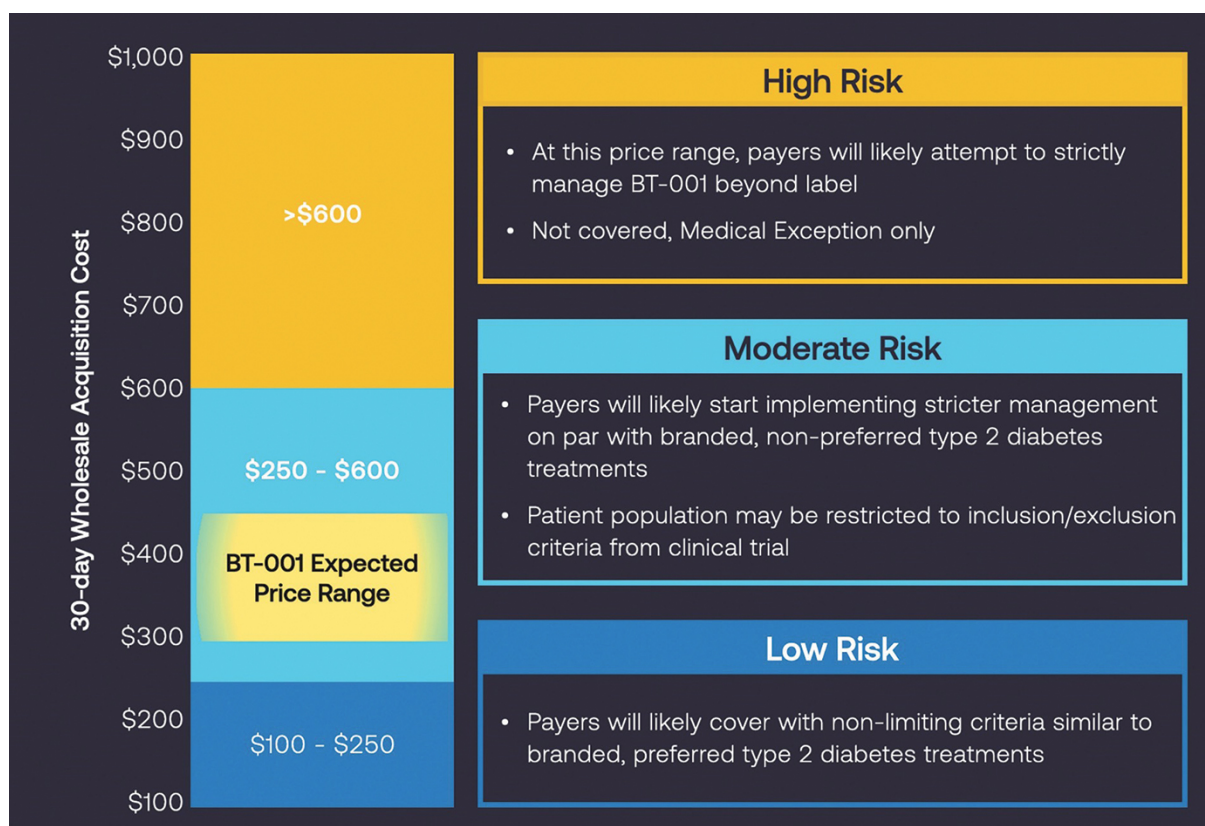 30-day Wholesale Acquisition Cost
$1,000
$900
$800
$700
$600
$500
$400
$300
$200
$100
>$600
$250 - $600
BT-001 Expected
Price Range
$100 - $250
High Risk
• At this price range, payers will likely attempt to strictly
manage BT-001 beyond label
• Not covered, Medical Exception only
Moderate Risk
• Payers will likely start implementing stricter management
on par with branded, non-preferred type 2 diabetes
treatments
• Patient population may be restricted to inclusion/exclusion
criteria from clinical trial
Low Risk
• Payers will likely cover with non-limiting criteria similar to
branded, preferred type 2 diabetes treatments